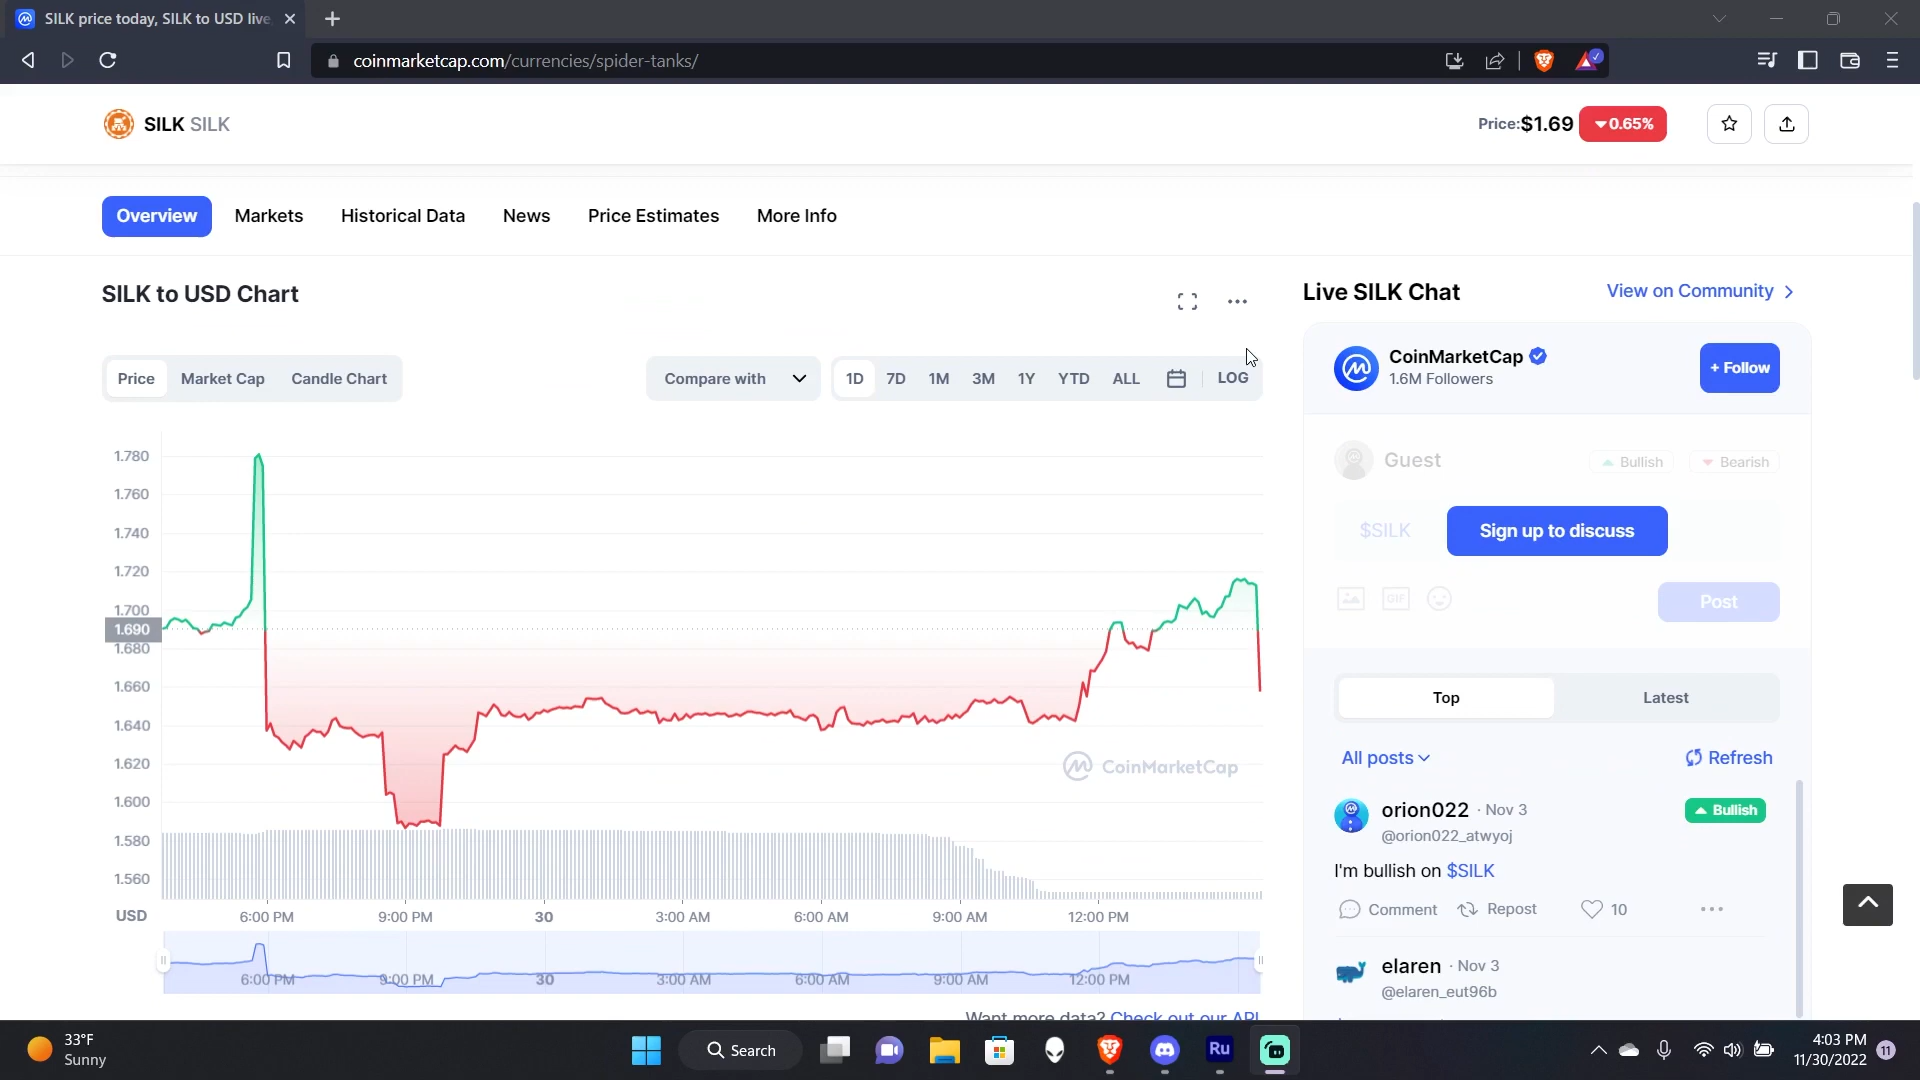 SILK price today, SILK to USD live
coinmarketcap.com/currencies/spider-tanks/
SILK SILK
Price:$1.69 0.65%
Overview Markets Historical Data News Price Estimates More Info
SILK to USD Chart
Live SILK Chat
View on Community
CoinMarketCap
1.6M Followers
+ Follow
Price Market Cap Candle Chart
Compare with
1D 7D 1M 3M 1Y YTD ALL LOG
Guest
Bullish Bearish
$SILK
Sign up to discuss
GIF
Post
1.780
1.760
1.740
1.720
1.700
1.690
1.680
1.660
1.640
1.620
1.600
1.580
1.560
CoinMarketCap
USD
6:00 PM 9:00 PM 30 3:00 AM 6:00 AM 9:00 AM 12:00 PM
6:00 PM 9:00 PM 30 3:00 AM 6:00 AM 9:00 AM 12:00 PM
Want more data? Check out our API
Top Latest
All posts
Refresh
orion022 · Nov 3
Bullish
@orion022_atwyoj
I'm bullish on $SILK
Comment Repost 10
elaren · Nov 3
@elaren_eut96b
33°F
Sunny
Search
Ru
4:03 PM
11/30/2022
11